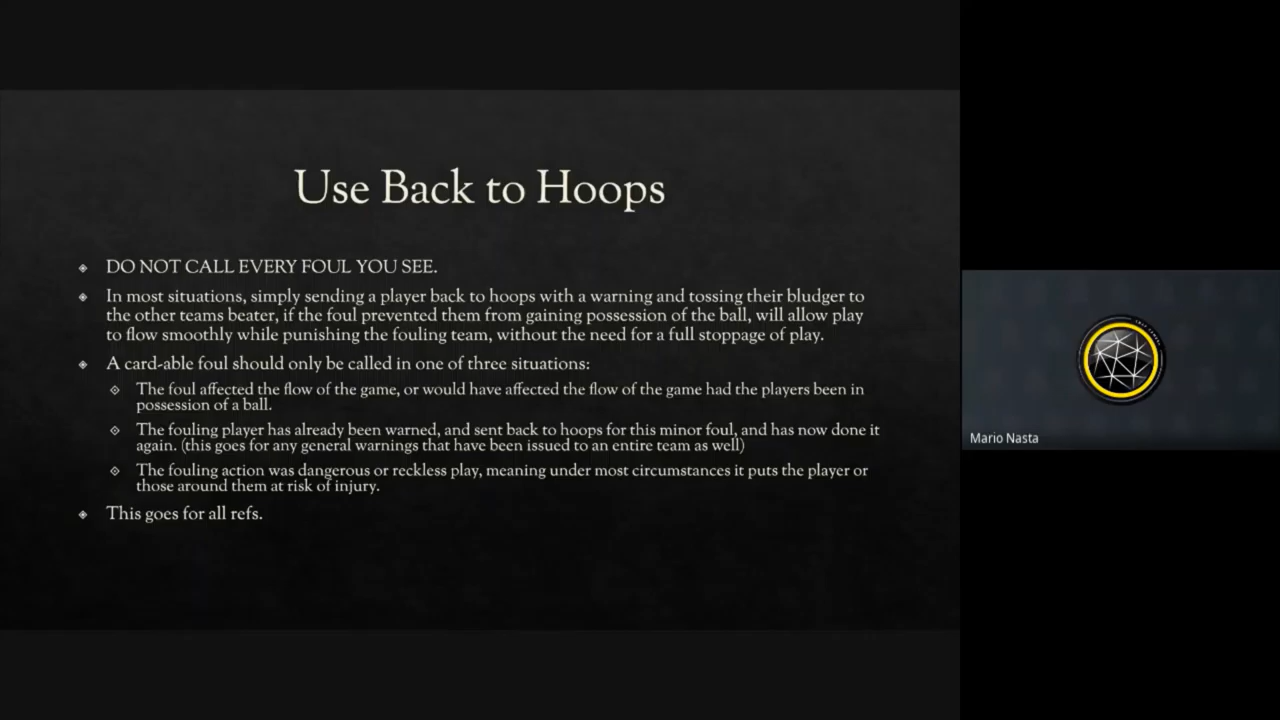 Use Back to Hoops
DO NOT CALL EVERY FOUL YOU SEE.
In most situations, simply sending a player back to hoops with a warning and tossing their bludger to
the other teams beater, if the foul prevented them from gaining possession of the ball, will allow play
to flow smoothly while punishing the fouling team, without the need for a full stoppage of play.
A card-able foul should only be called in one of three situations:
The foul affected the flow of the game, or would have affected the flow of the game had the players been in
possession of a ball.
The fouling player has already been warned, and sent back to hoops for this minor foul, and has now done it
again. (this goes for any general warnings that have been issued to an entire team as well)
The fouling action was dangerous or reckless play, meaning under most circumstances it puts the player or
those around them at risk of injury.
This goes for all refs.
Mario Nasta